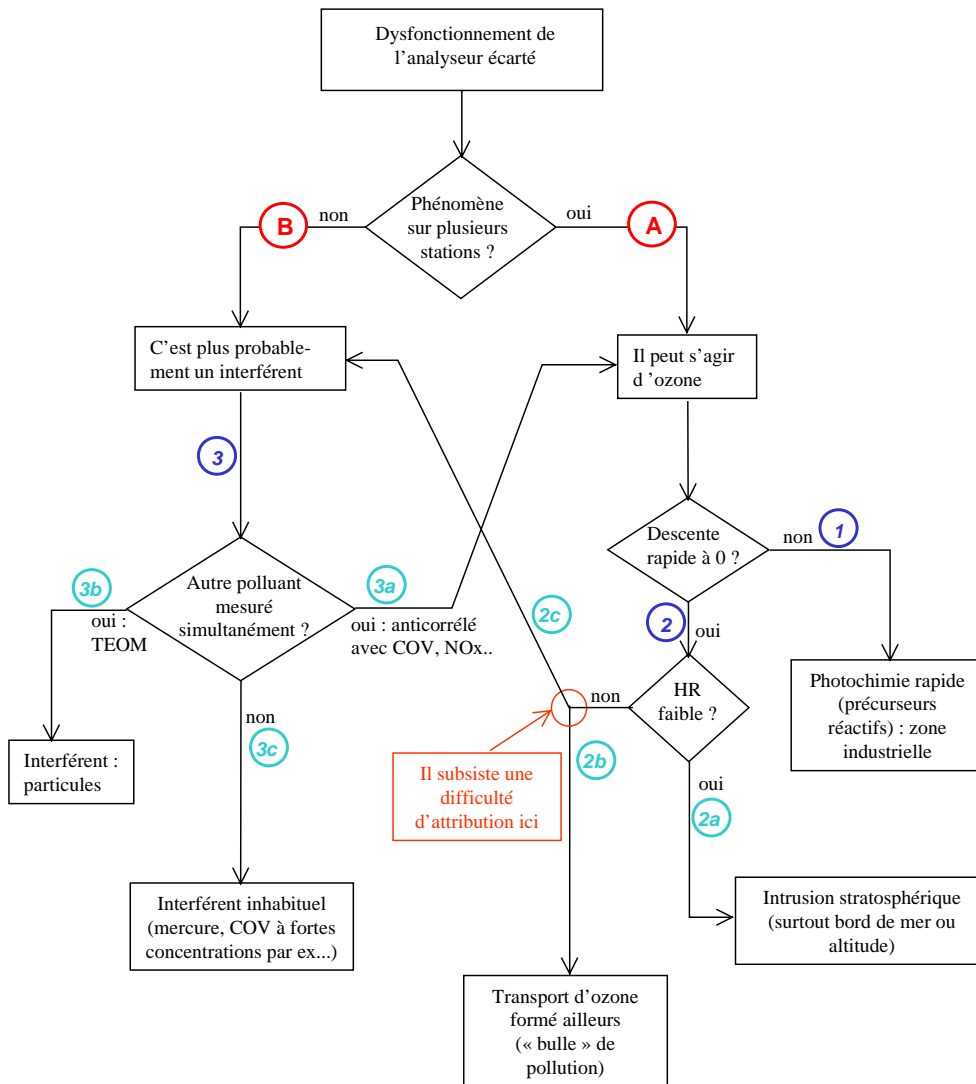 Dysfonctionnement de
l'analyseur écarté
Phénomène
sur plusieurs
stations ?
B
non
oui
A
C'est plus probable-
ment un interférent
Il peut s'agir
d 'ozone
3
Descente
rapide à 0 ?
non
1
3b
oui :
TEOM
Autre polluant
mesuré
simultanément ?
3a
oui : anticorrélé
avec COV, NOx..
2c
2
oui
HR
faible ?
non
Photochimie rapide
(précurseurs
réactifs) : zone
industrielle
non
3c
Interférent :
particules
Il subsiste une
difficulté
d'attribution ici
2b
oui
2a
Interférent inhabituel
(mercure, COV à fortes
concentrations par ex...)
Intrusion stratosphérique
(surtout bord de mer ou
altitude)
Transport d'ozone
formé ailleurs
(« bulle » de
pollution)